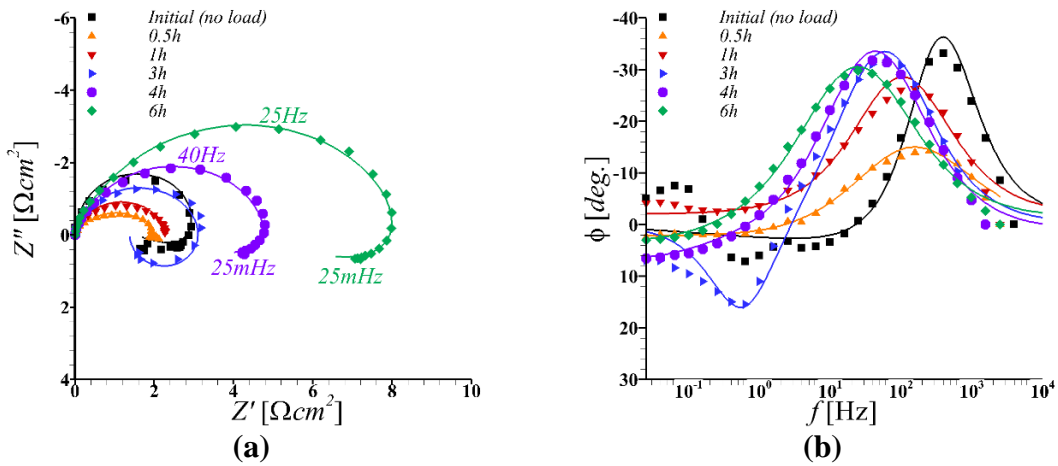 -6
-4
-2
0
2
4
0
2
4
6
8
10
Z'' [Ωcm²]
Z' [Ωcm²]
Initial (no load)
0.5h
1h
3h
4h
6h
25Hz
40Hz
25mHz
25mHz
(a)
-40
-30
-20
-10
0
10
20
30
10⁻¹
10⁰
10¹
10²
10³
10⁴
ϕ [deg.]
f [Hz]
Initial (no load)
0.5h
1h
3h
4h
6h
(b)